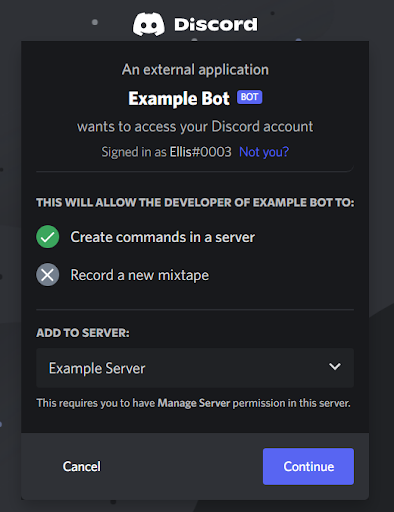 Discord
An external application
Example Bot BOT
wants to access your Discord account
Signed in as Ellis#0003 Not you?
THIS WILL ALLOW THE DEVELOPER OF EXAMPLE BOT TO:
Create commands in a server
Record a new mixtape
ADD TO SERVER:
Example Server
This requires you to have Manage Server permission in this server.
Cancel Continue